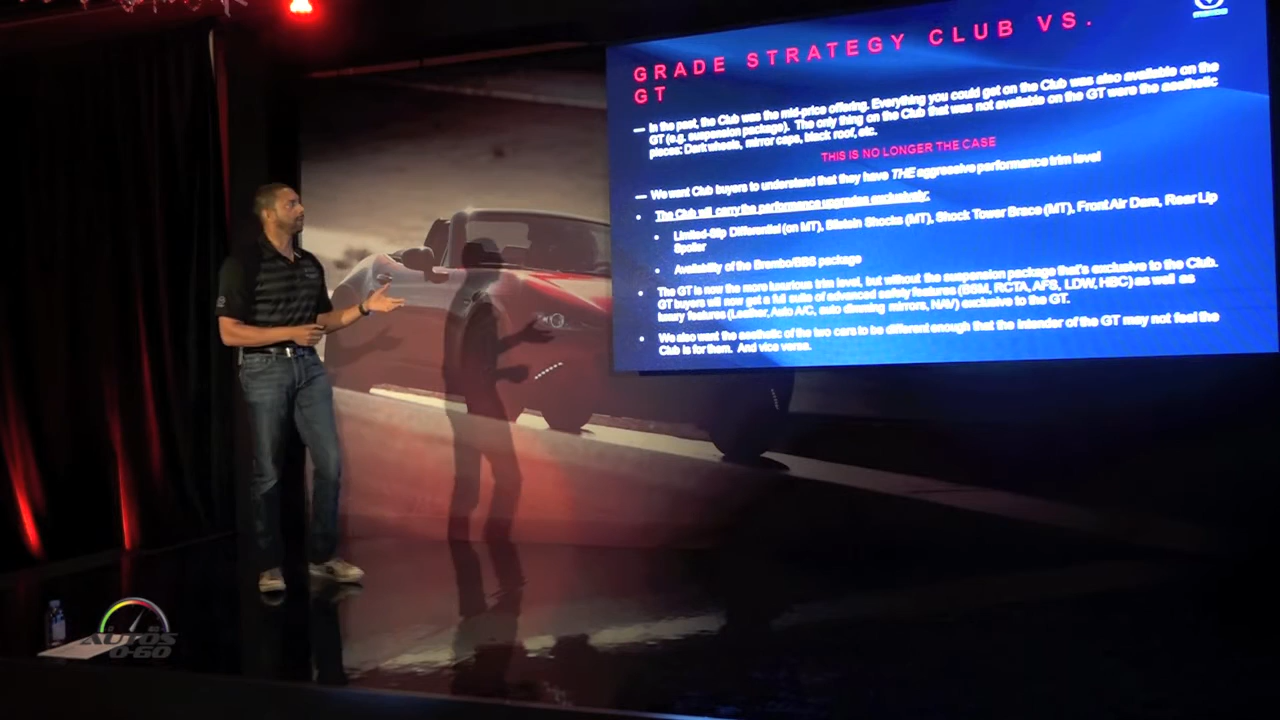 GRADE STRATEGY CLUB VS.
GT
— In the past, the Club was the mid-price offering. Everything you could get on the Club was also available on the
GT (e.g. suspension package). The only thing on the Club that was not available on the GT were the aesthetic
pieces: Dark wheels, mirror caps, black roof, etc.
THIS IS NO LONGER THE CASE
— We want Club buyers to understand that they have THE aggressive performance trim level
• The Club will carry the performance upgrades exclusively:
• Limited-Slip Differential (on MT), Bilstein Shocks (MT), Shock Tower Brace (MT), Front Air Dam, Rear Lip
Spoiler
• Availability of the Brembo/BBS package
• The GT is now the more luxurious trim level, but without the suspension package that's exclusive to the Club.
GT buyers will now get a full suite of advanced safety features (BSM, RCTA, AFS, LDW, HBC) as well as
luxury features (Leather, Auto A/C, auto dimming mirrors, NAV) exclusive to the GT.
• We also want the aesthetic of the two cars to be different enough that the intender of the GT may not feel the
Club is for them. And vice versa.
AUTOS
0-60